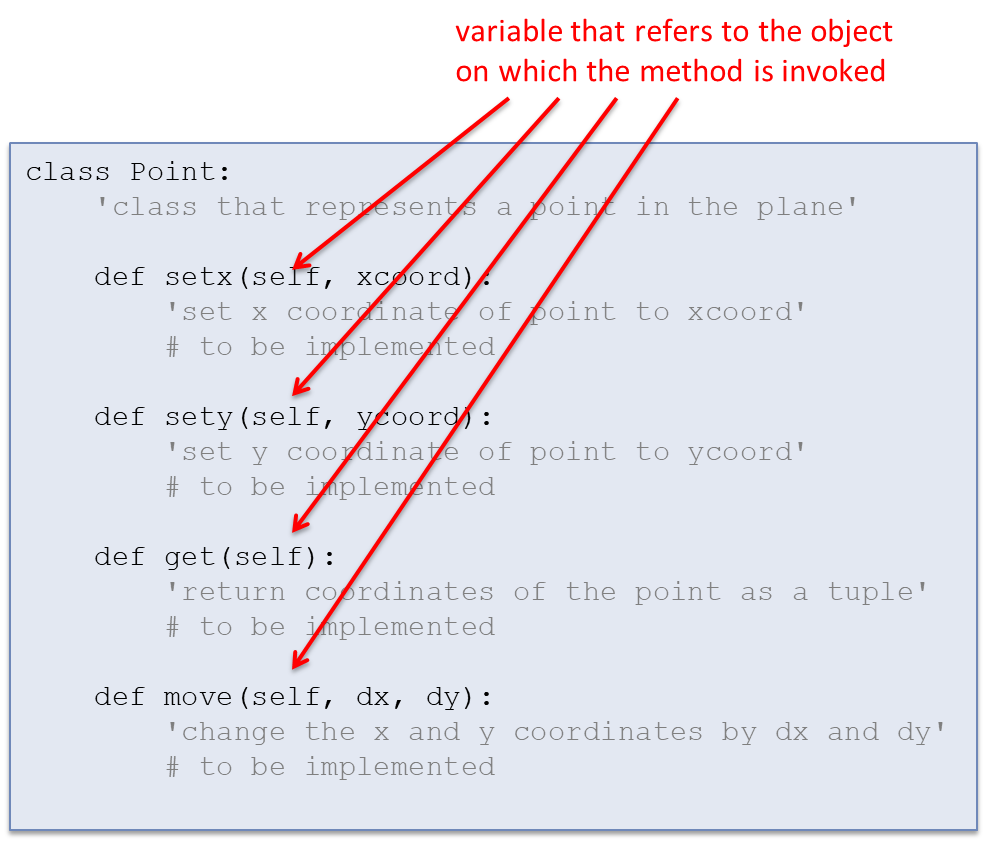 variable that refers to the object
on which the method is invoked
class Point:
    'class that represents a point in the plane'
    def setx(self, xcoord):
        'set x coordinate of point to xcoord'
        # to be implemented
    def sety(self, ycoord):
        'set y coordinate of point to ycoord'
        # to be implemented
    def get(self):
        'return coordinates of the point as a tuple'
        # to be implemented
    def move(self, dx, dy):
        'change the x and y coordinates by dx and dy'
        # to be implemented